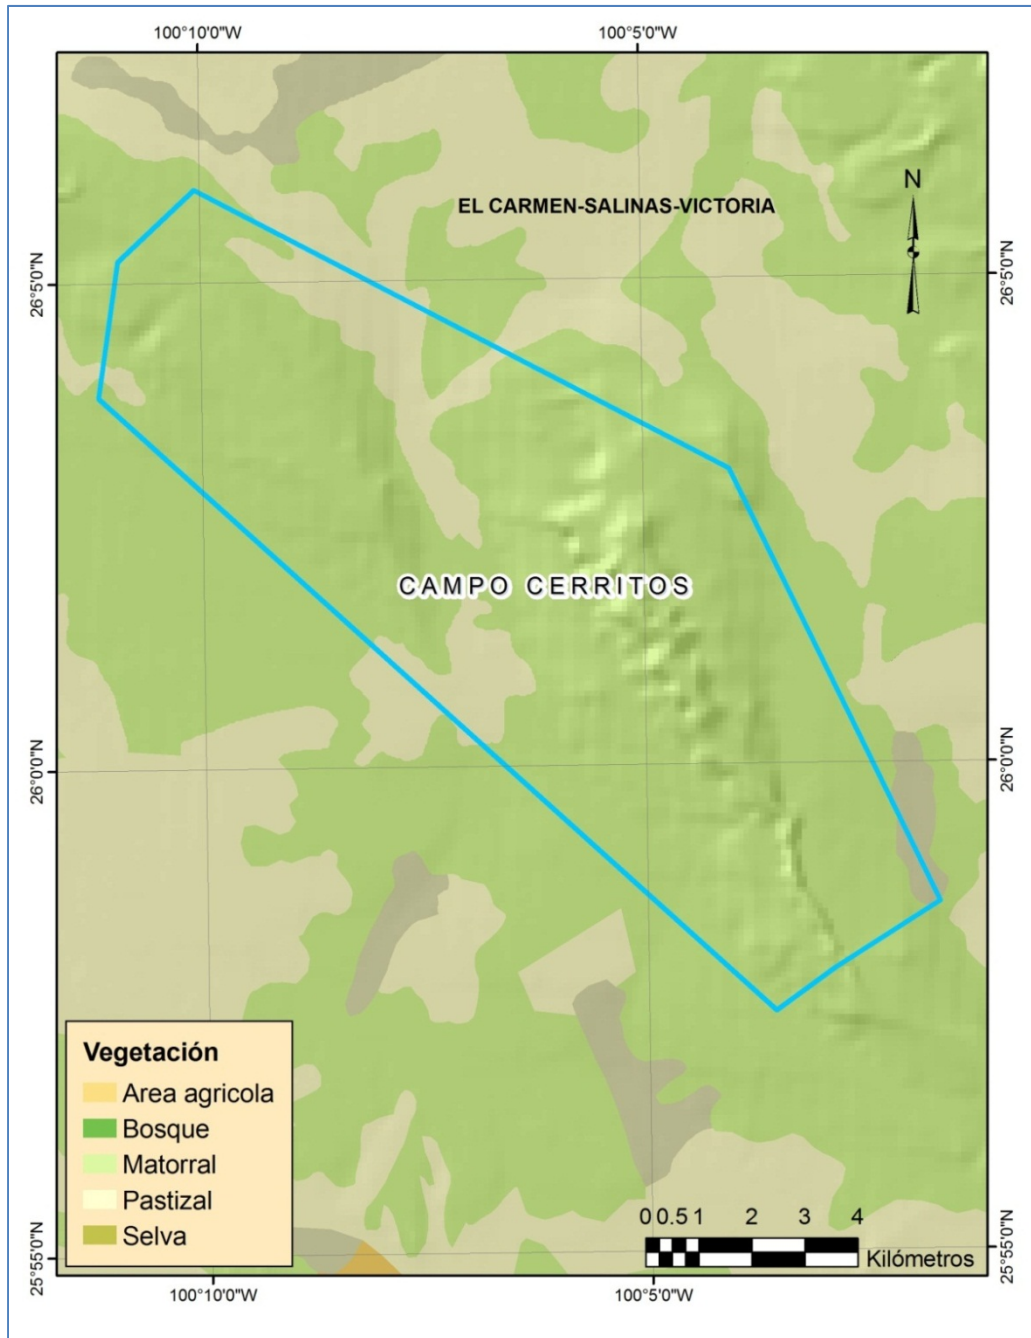 100°10'0"W
100°5'0"W
EL CARMEN-SALINAS-VICTORIA
N
26°5'0"N
26°5'0"N
CAMPO CERRITOS
26°0'0"N
26°0'0"N
Vegetación
Area agricola
Bosque
Matorral
Pastizal
Selva
0 0.5 1 2 3 4
Kilómetros
25°55'0"N
25°55'0"N
100°10'0"W
100°5'0"W